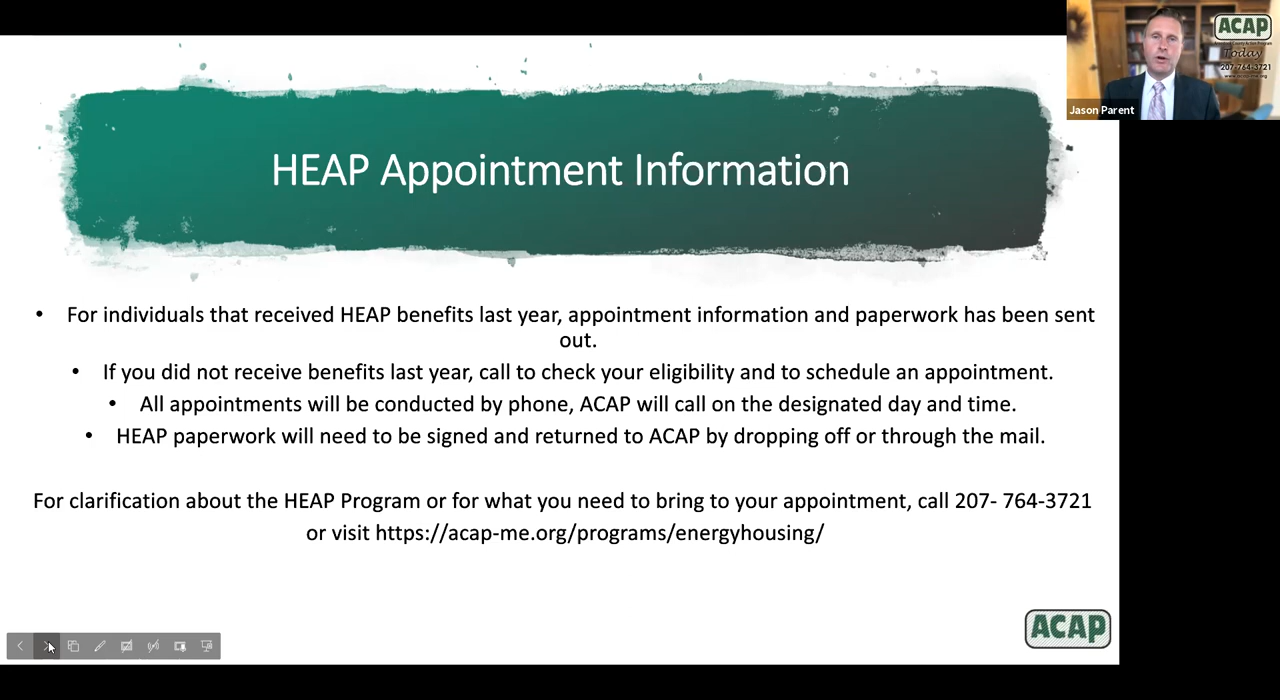 ACAP
Today
207-764-3721
www.acap-me.org
Jason Parent
HEAP Appointment Information
• For individuals that received HEAP benefits last year, appointment information and paperwork has been sent
out.
• If you did not receive benefits last year, call to check your eligibility and to schedule an appointment.
• All appointments will be conducted by phone, ACAP will call on the designated day and time.
• HEAP paperwork will need to be signed and returned to ACAP by dropping off or through the mail.
For clarification about the HEAP Program or for what you need to bring to your appointment, call 207- 764-3721
or visit https://acap-me.org/programs/energyhousing/
ACAP